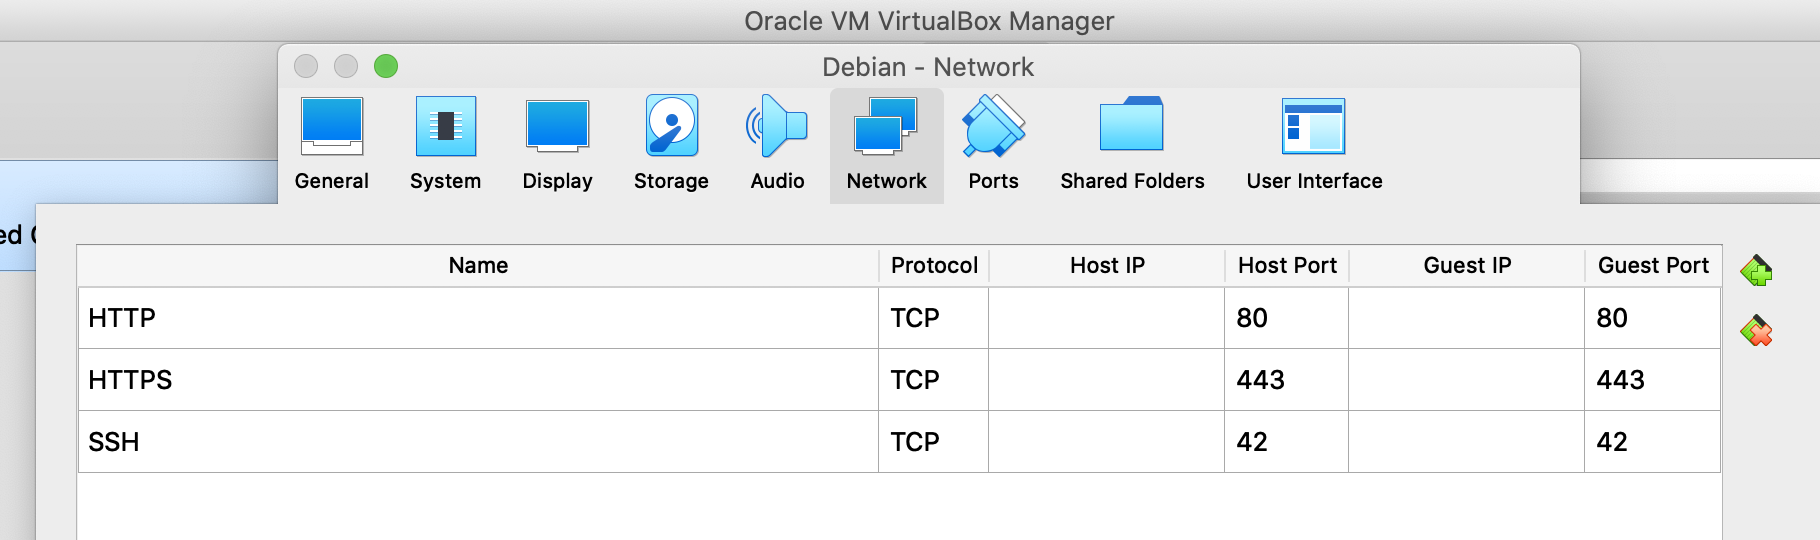 Oracle VM VirtualBox Manager
Debian - Network
General System Display Storage Audio Network Ports Shared Folders User Interface
ed
Name Protocol Host IP Host Port Guest IP Guest Port
HTTP TCP 80 80
HTTPS TCP 443 443
SSH TCP 42 42